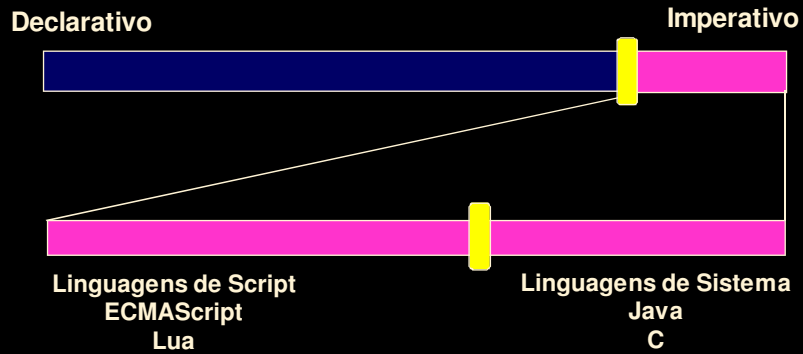 Declarativo
Imperativo
Linguagens de Script
ECMAScript
Lua
Linguagens de Sistema
Java
C